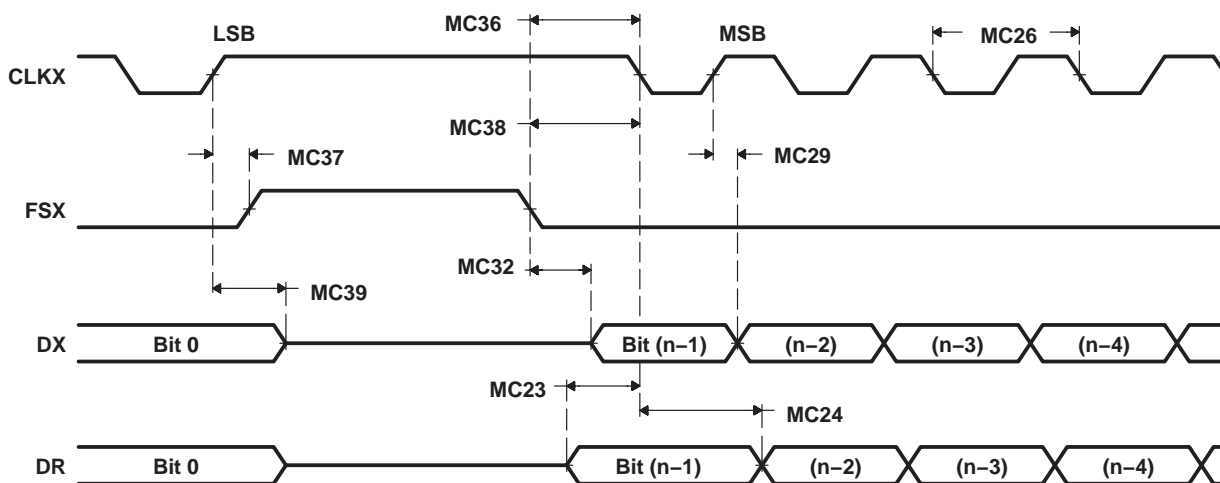 LSB
MC36
MSB
MC26
CLKX
MC38
MC37
MC29
FSX
MC32
MC39
DX
Bit 0
Bit (n−1)
(n−2)
(n−3)
(n−4)
MC23
MC24
DR
Bit 0
Bit (n−1)
(n−2)
(n−3)
(n−4)